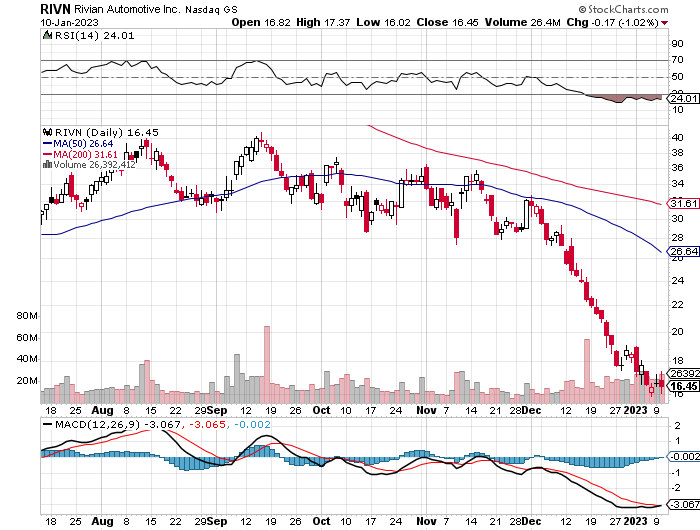 RIVN Rivian Automotive Inc. Nasdaq GS © StockCharts.com
10-Jan-2023 Open 16.82 High 17.37 Low 16.02 Close 16.45 Volume 26.4M Chg -0.17 (-1.02%)
RSI(14) 24.01
90
70
50
30
24.01
10
RIVN (Daily) 16.45
MA(50) 26.64
MA(200) 31.61
Volume 26,392,412
38
36
34
31.61
30
28
26.64
24
22
20
18
26392
16.45
16
80M
60M
40M
20M
18 25 Aug 8 15 22 29 Sep 12 19 26 Oct 10 17 24 Nov 7 14 21 28 Dec 12 19 27 2023 9
MACD(12,26,9) -3.067, -3.065, -0.002
2
1
-0.002
-1
-2
-3.067
18 25 Aug 8 15 22 29 Sep 12 19 26 Oct 10 17 24 Nov 7 14 21 28 Dec 12 19 27 2023 9